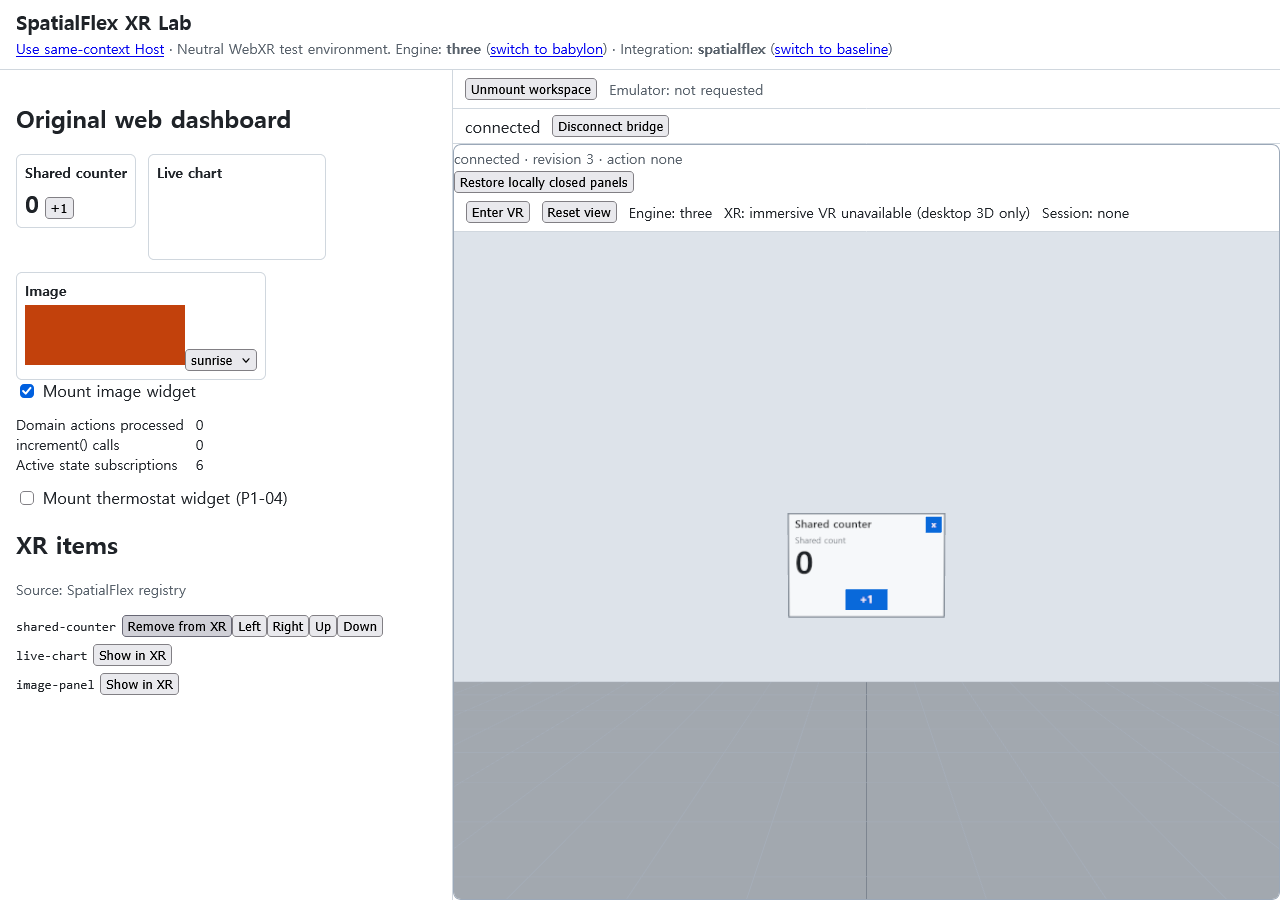 SpatialFlex XR Lab
Use same-context Host · Neutral WebXR test environment. Engine: three (switch to babylon) · Integration: spatialflex (switch to baseline)
Original web dashboard
Shared counter
0 +1
Live chart
Image
sunrise
Mount image widget
Domain actions processed 0
increment() calls 0
Active state subscriptions 6
Mount thermostat widget (P1-04)
XR items
Source: SpatialFlex registry
shared-counter Remove from XR Left Right Up Down
live-chart Show in XR
image-panel Show in XR
Unmount workspace Emulator: not requested
connected Disconnect bridge
connected · revision 3 · action none
Restore locally closed panels
Enter VR Reset view Engine: three XR: immersive VR unavailable (desktop 3D only) Session: none
Shared counter x
Shared count
0
+1